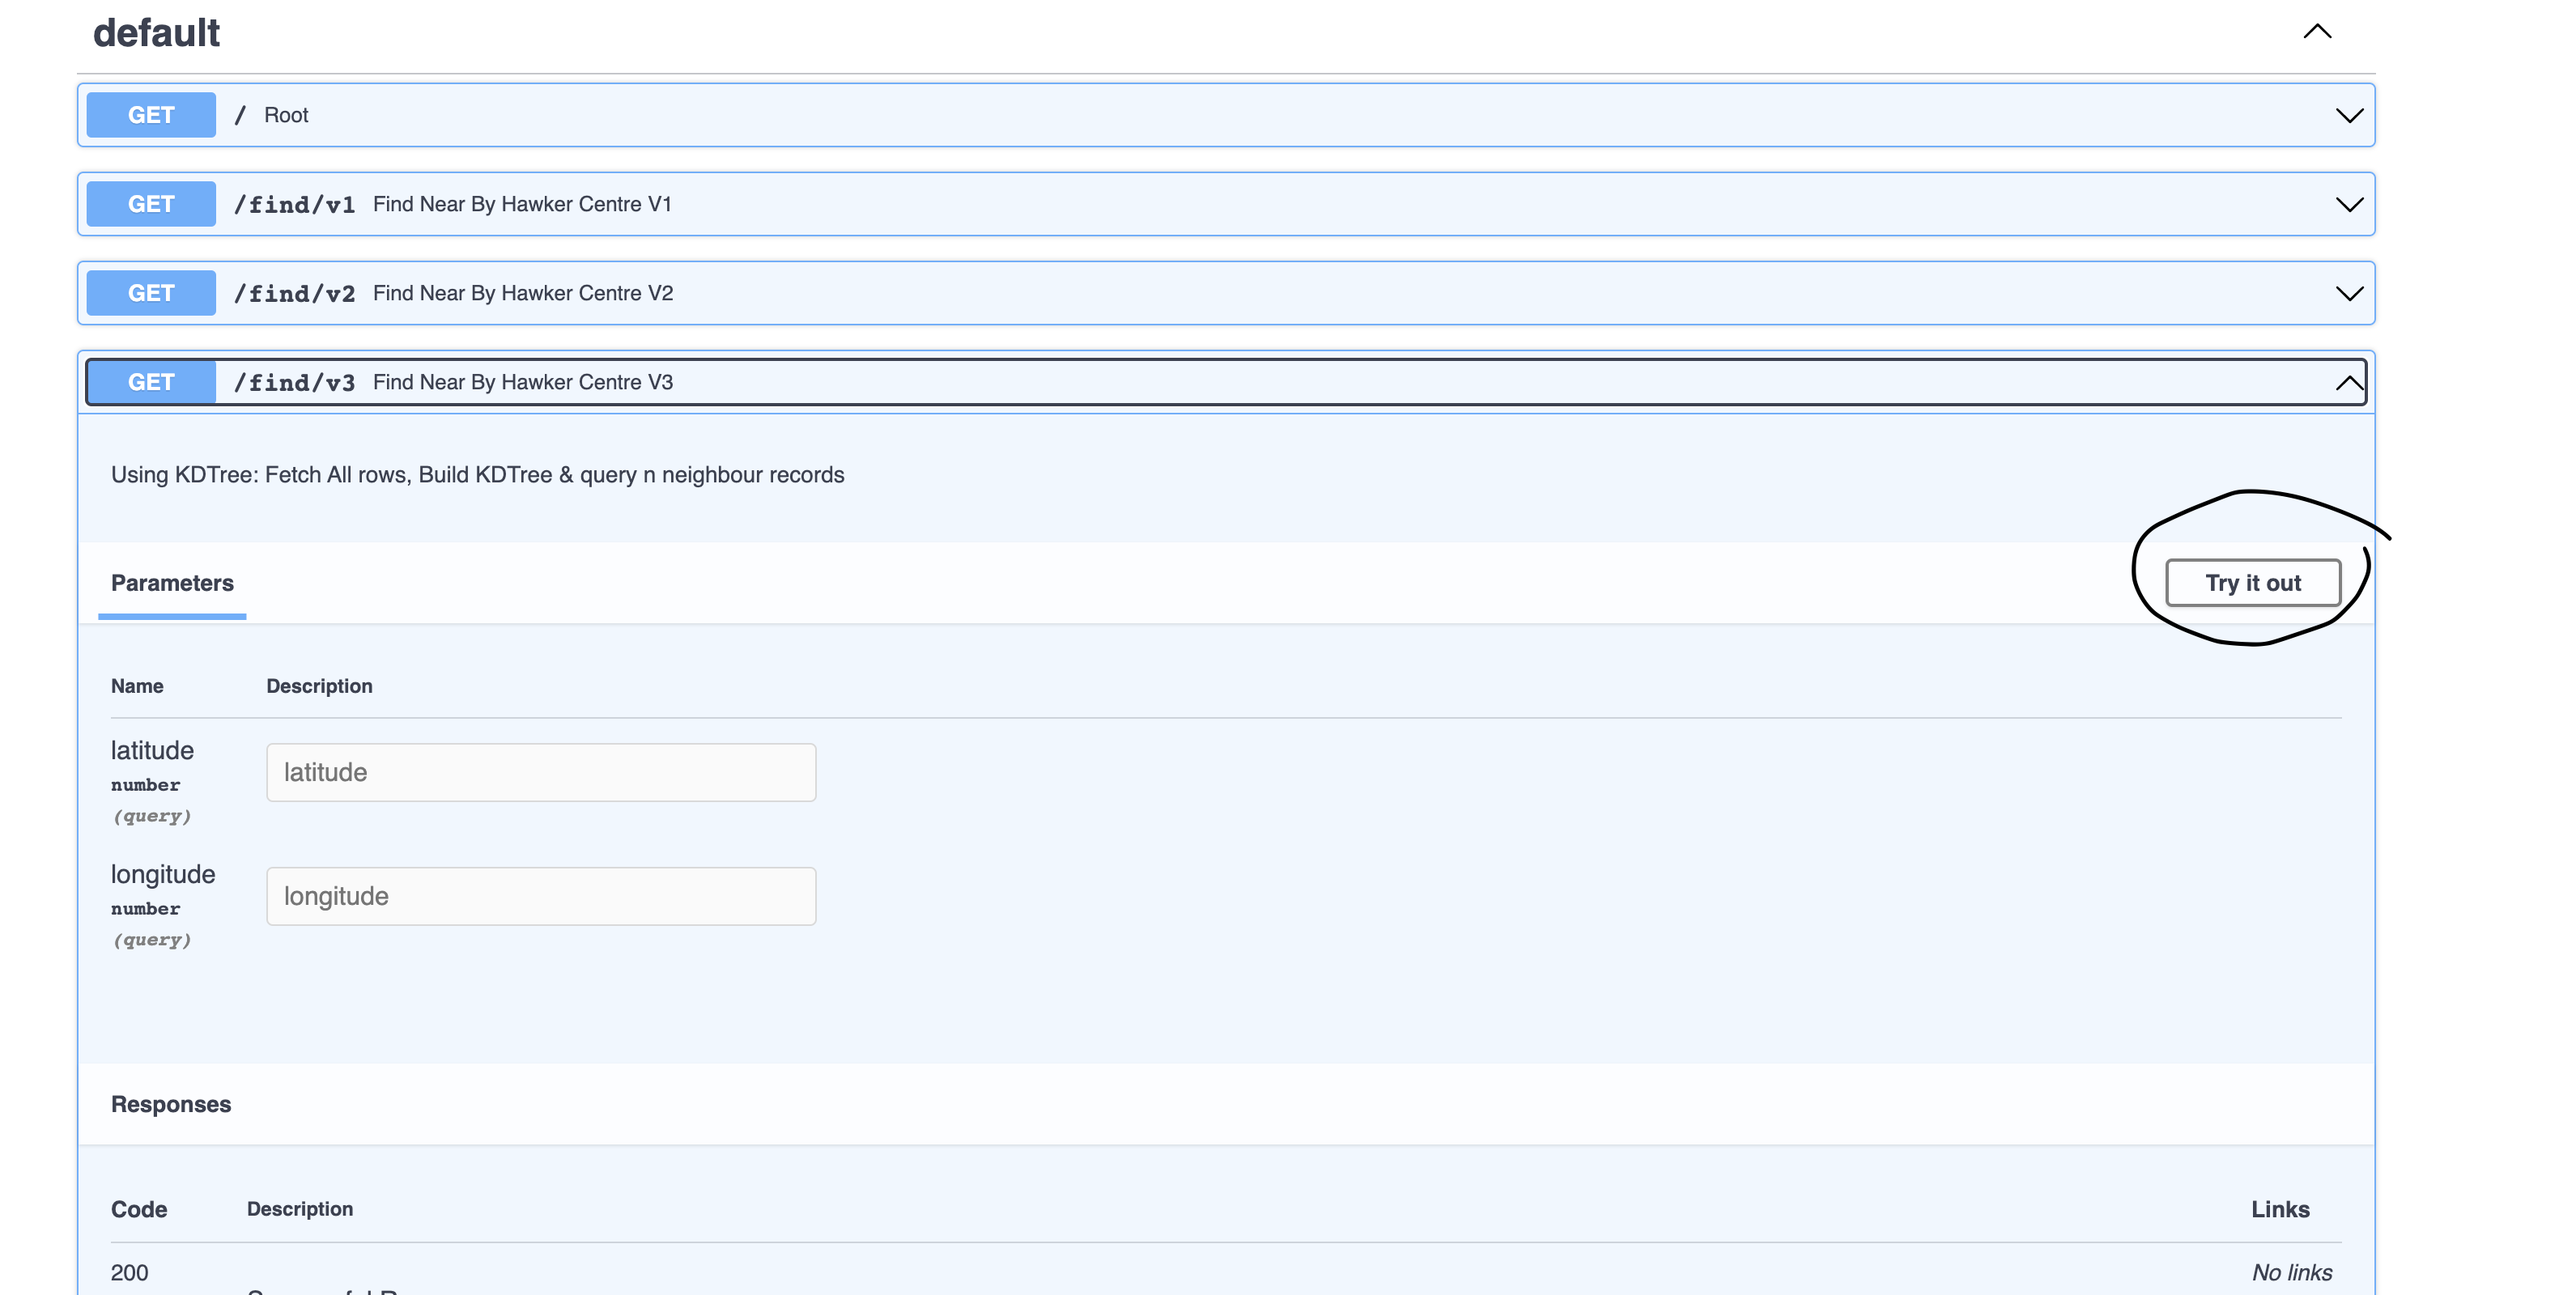 default
GET / Root
GET /find/v1 Find Near By Hawker Centre V1
GET /find/v2 Find Near By Hawker Centre V2
GET /find/v3 Find Near By Hawker Centre V3
Using KDTree: Fetch All rows, Build KDTree & query n neighbour records
Parameters Try it out
Name Description
latitude latitude
number
(query)
longitude longitude
number
(query)
Responses
Code Description Links
200 No links